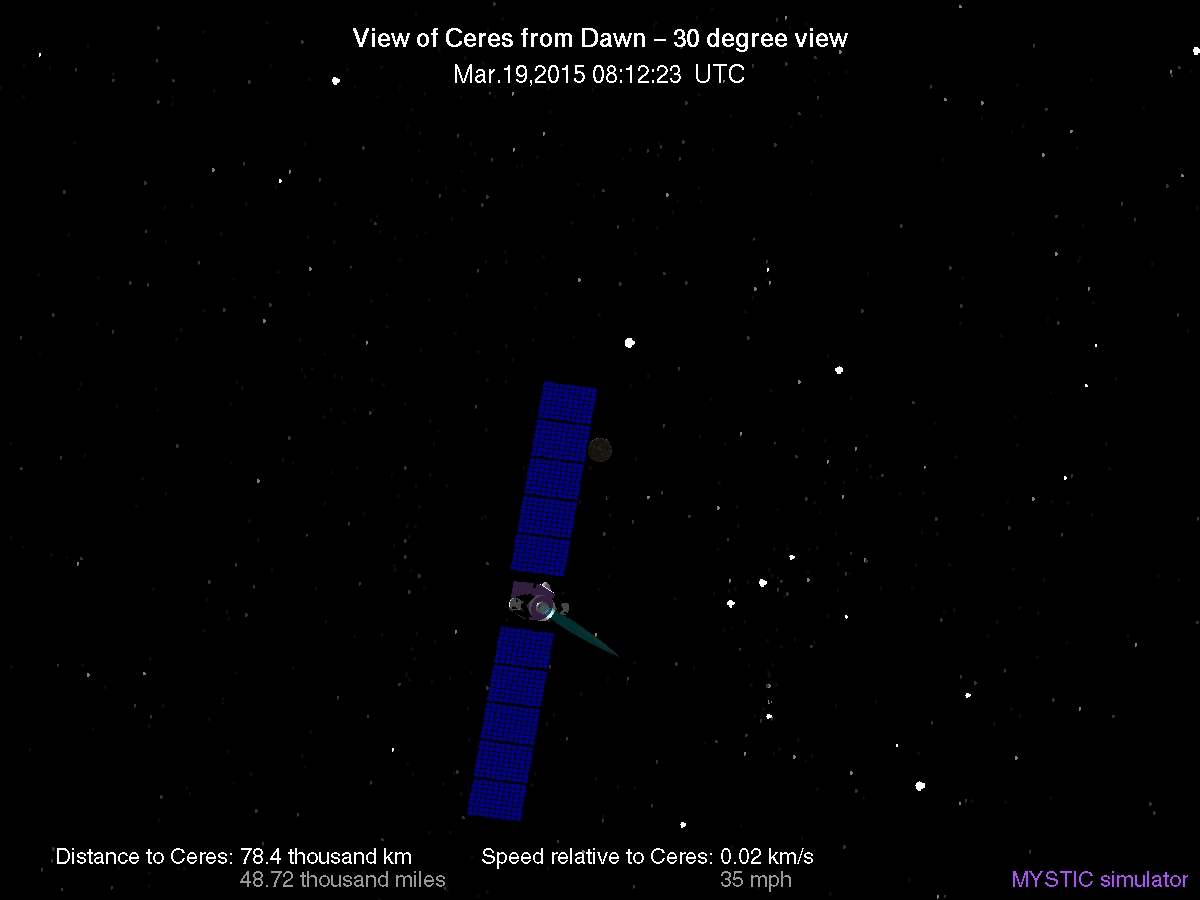 View of Ceres from Dawn – 30 degree view
Mar.19,2015 08:12:23 UTC
Distance to Ceres: 78.4 thousand km
48.72 thousand miles
Speed relative to Ceres: 0.02 km/s
35 mph
MYSTIC simulator